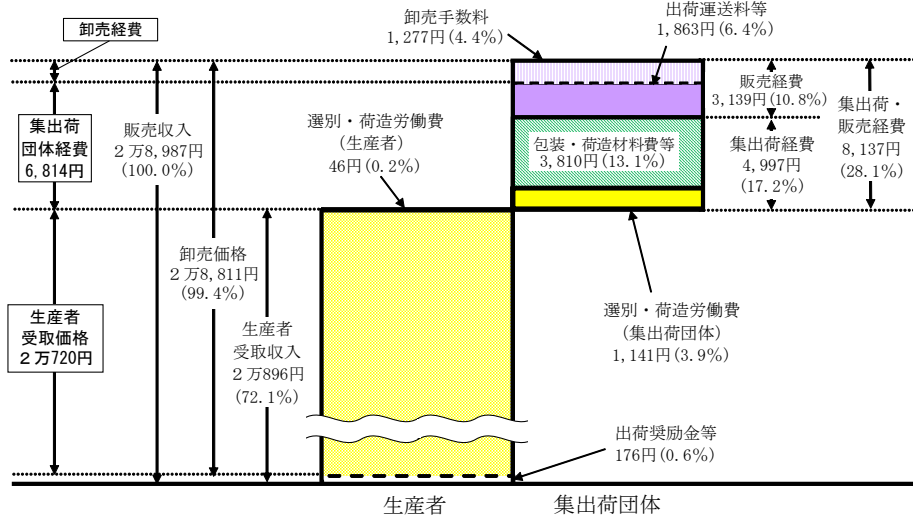 卸売経費
卸売手数料
1,277円(4.4%)
出荷運送料等
1,863円(6.4%)
集出荷
団体経費
6,814円
販売収入
2万8,987円
(100.0%)
選別・荷造労働費
(生産者)
46円(0.2%)
包装・荷造材料費等
3,810円(13.1%)
販売経費
3,139円(10.8%)
集出荷経費
4,997円
(17.2%)
集出荷・
販売経費
8,137円
(28.1%)
卸売価格
2万8,811円
(99.4%)
生産者
受取価格
2万720円
生産者
受取収入
2万896円
(72.1%)
選別・荷造労働費
(集出荷団体)
1,141円(3.9%)
出荷奨励金等
176円(0.6%)
生産者
集出荷団体